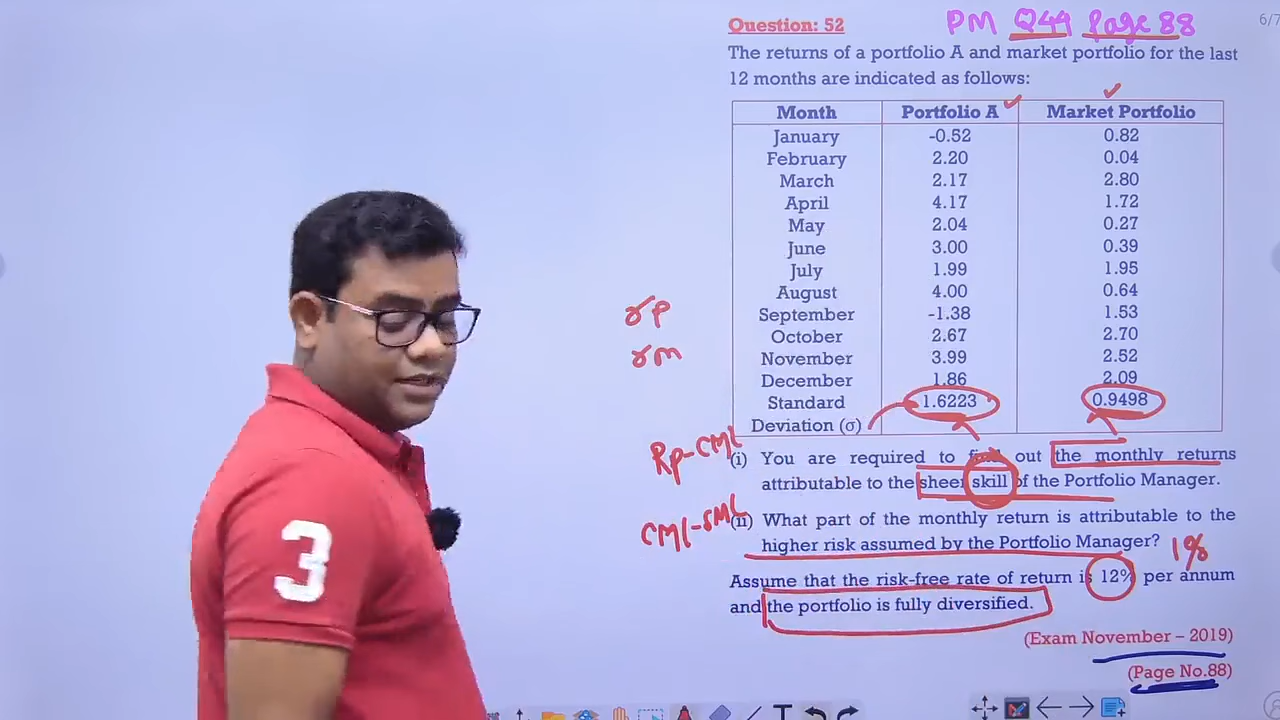 Question: 52 PM Q49 Page 88 6/7
The returns of a portfolio A and market portfolio for the last
12 months are indicated as follows:
Month Portfolio A Market Portfolio
January -0.52 0.82
February 2.20 0.04
March 2.17 2.80
April 4.17 1.72
May 2.04 0.27
June 3.00 0.39
July 1.99 1.95
August 4.00 0.64
September -1.38 1.53
October 2.67 2.70
November 3.99 2.52
December 1.86 2.09
Standard 1.6223 0.9498
Deviation (σ)
rp
rm
Rp-CML
(i) You are required to find out the monthly returns
attributable to the sheer skill of the Portfolio Manager.
CML-SML
(ii) What part of the monthly return is attributable to the
higher risk assumed by the Portfolio Manager?
1%
Assume that the risk-free rate of return is 12% per annum
and the portfolio is fully diversified.
(Exam November – 2019)
(Page No.88)
3
T